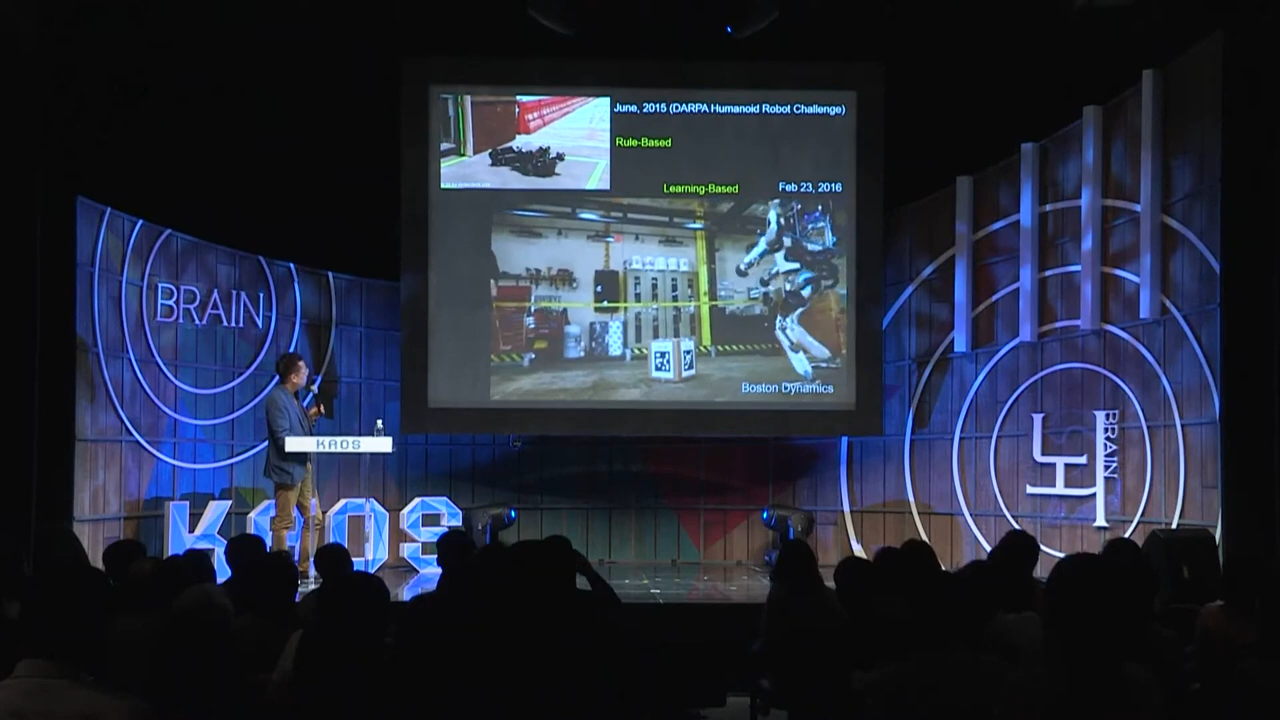 June, 2015 (DARPA Humanoid Robot Challenge)
Rule-Based
Learning-Based
Feb 23, 2016
Boston Dynamics
BRAIN
KAOS
KAOS
뇌
BRAIN